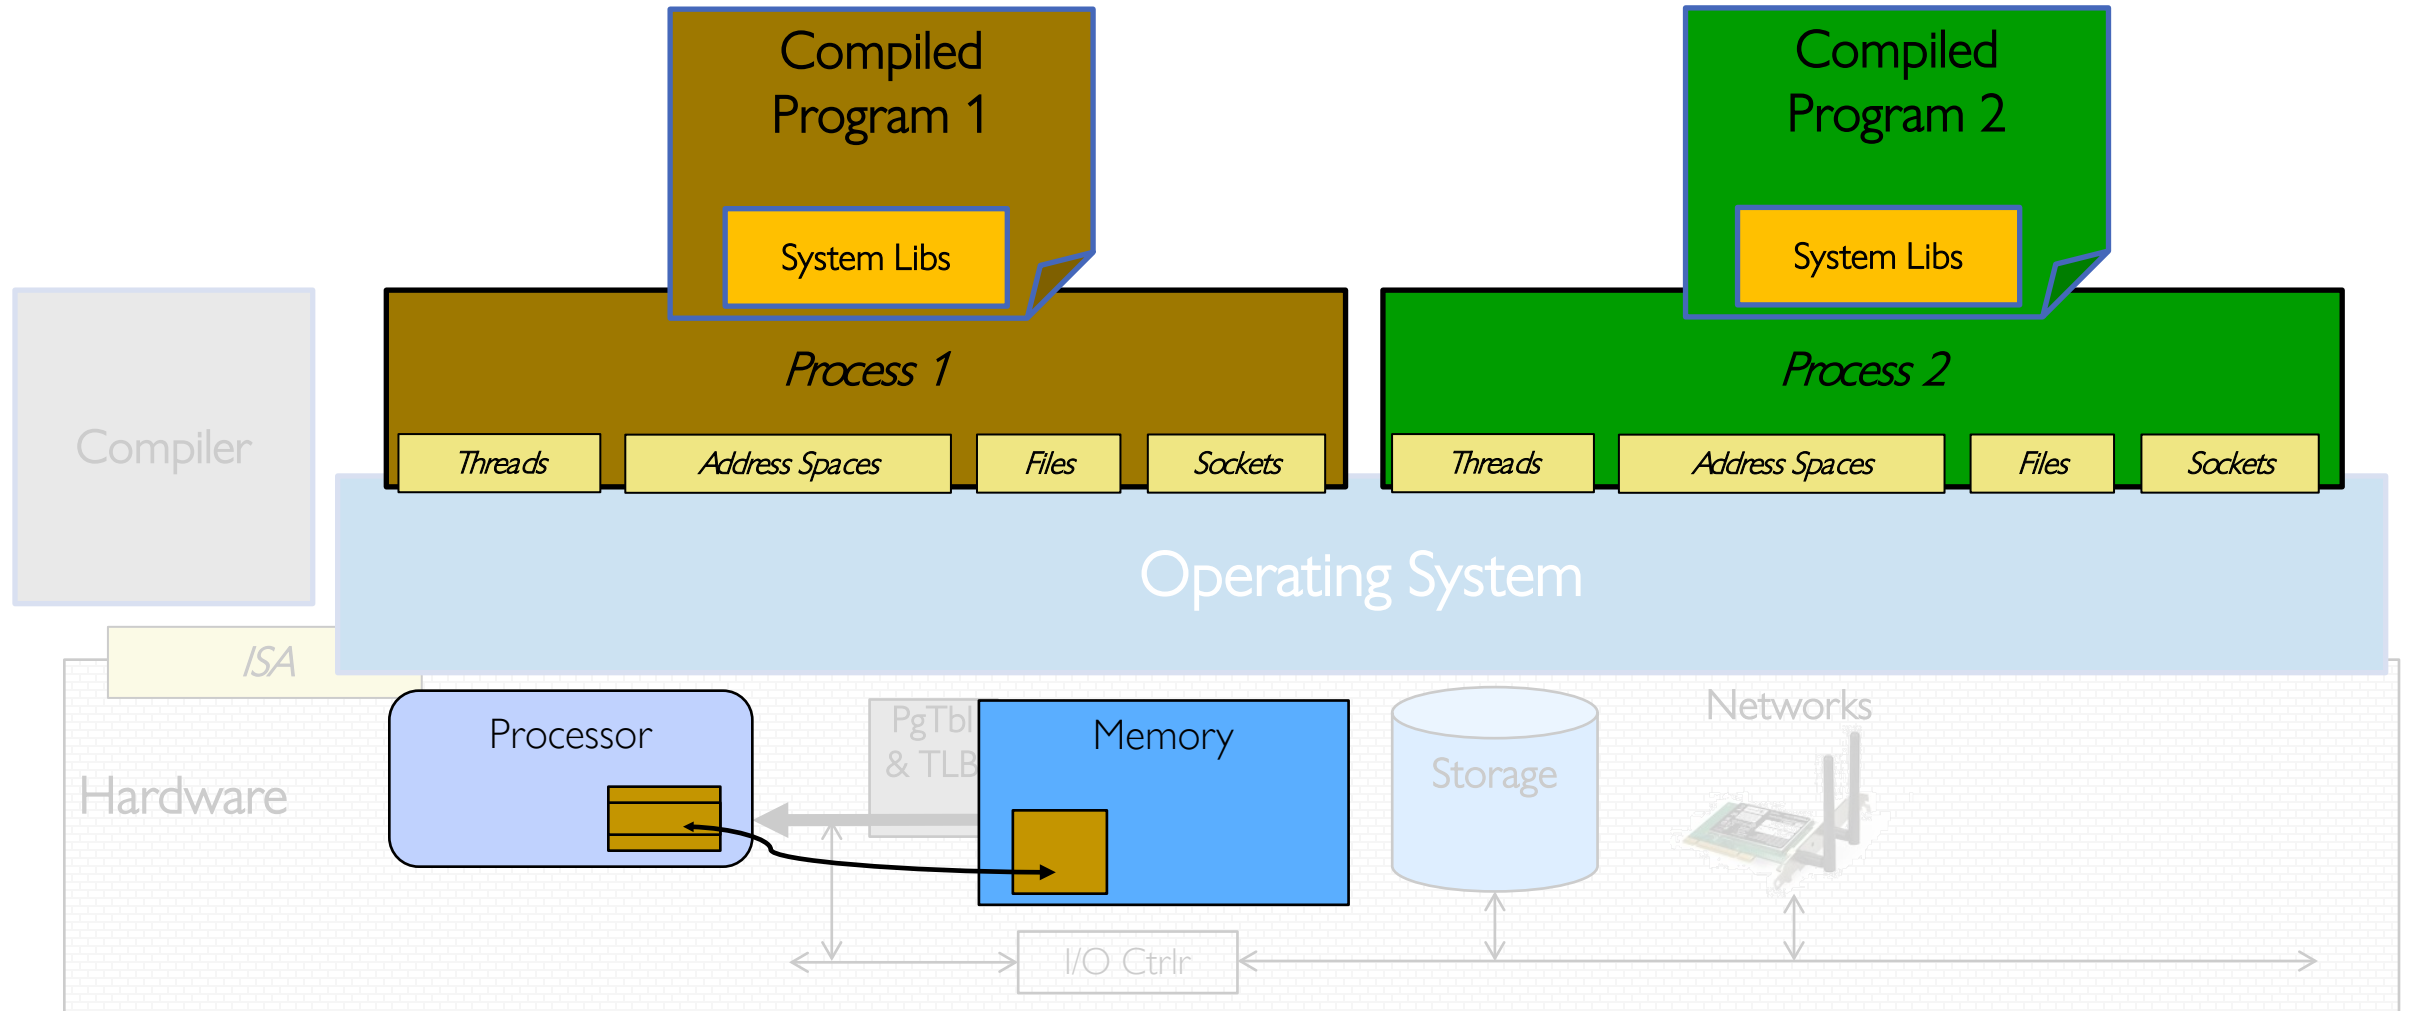 Compiled
Program 1
System Libs
Compiled
Program 2
System Libs
Compiler
Process 1
Threads
Address Spaces
Files
Sockets
Process 2
Threads
Address Spaces
Files
Sockets
Operating System
ISA
Hardware
Processor
PgTbl
& TLB
Memory
Storage
Networks
I/O Ctrlr